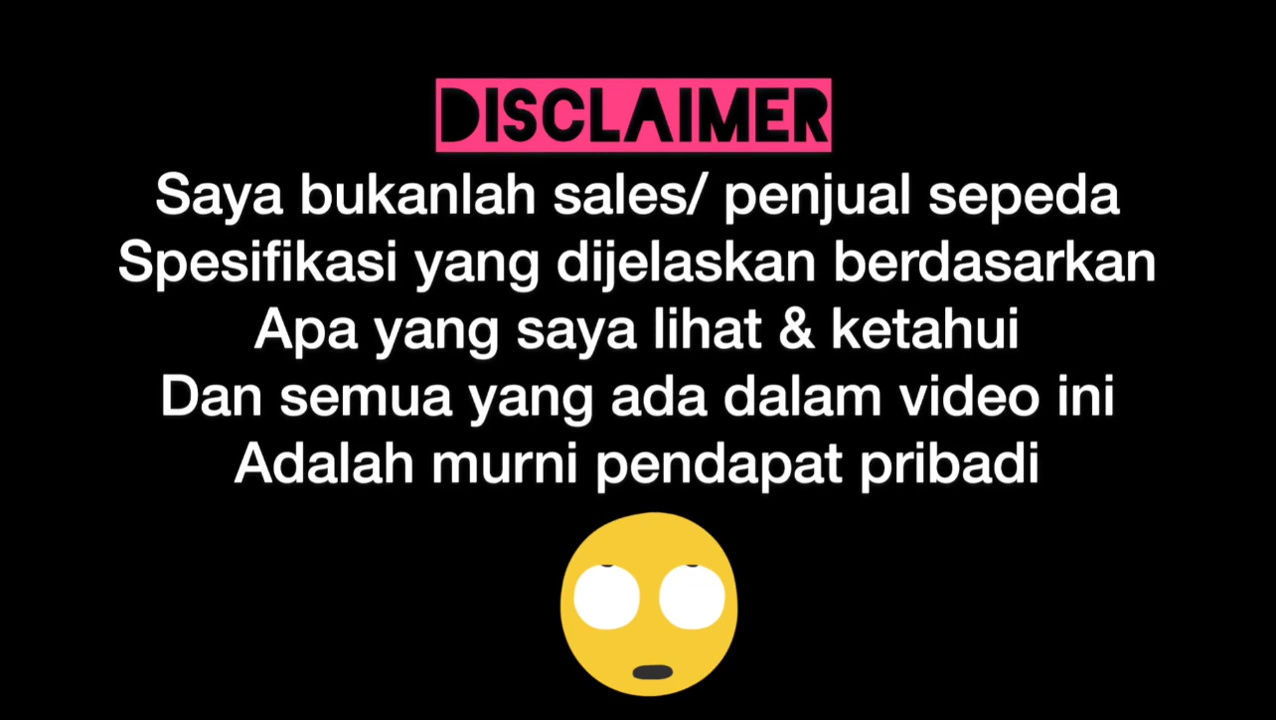 DISCLAIMER
Saya bukanlah sales/ penjual sepeda
Spesifikasi yang dijelaskan berdasarkan
Apa yang saya lihat & ketahui
Dan semua yang ada dalam video ini
Adalah murni pendapat pribadi